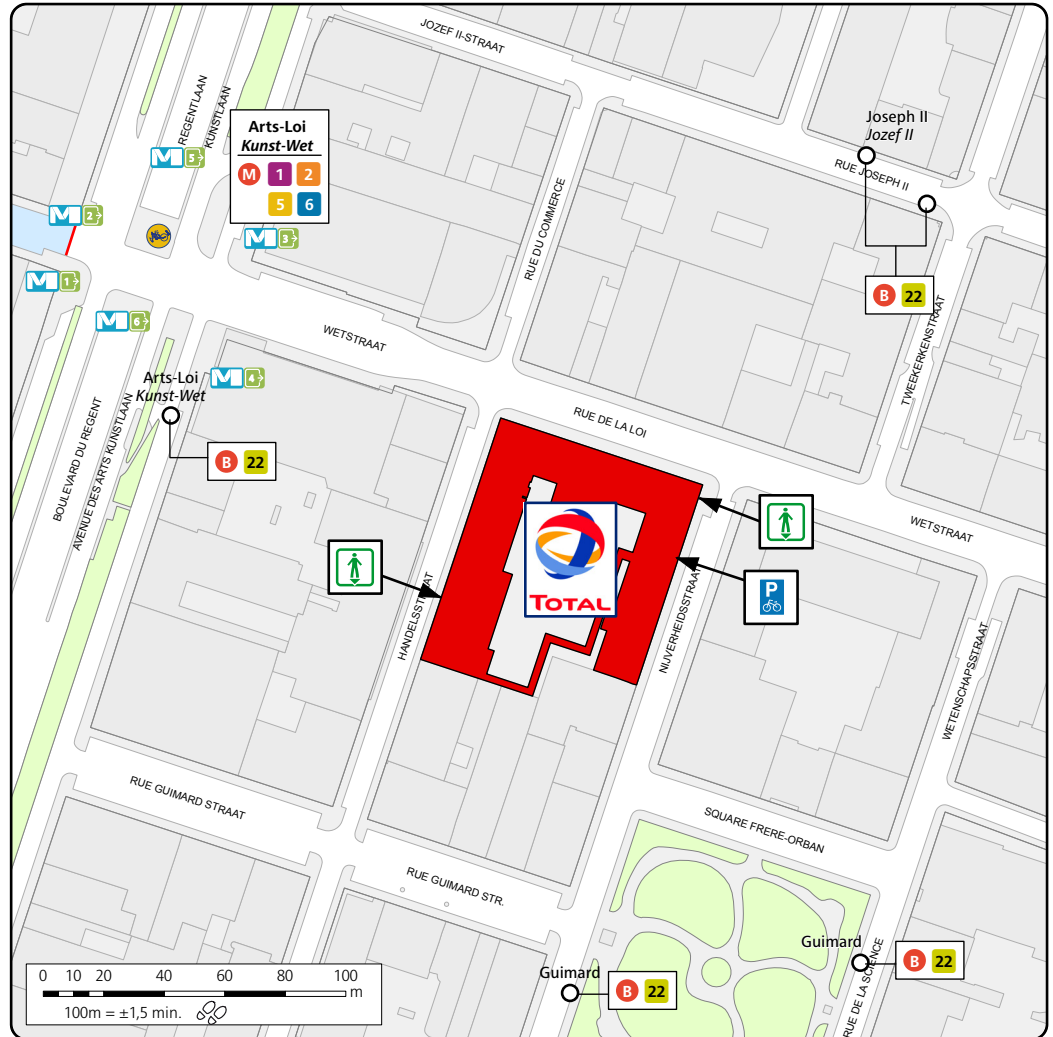 JOZEF II-STRAAT
REGENTLAAN
KUNSTLAAN
Arts-Loi
Kunst-Wet
M 1 2
5 6
M 5
M 2
M 3
M 1
M 6
M 4
Joseph II
Jozef II
RUE JOSEPH II
B 22
RUE DU COMMERCE
TWEEKERKENSTRAAT
WETSTRAAT
Arts-Loi
Kunst-Wet
B 22
BOULEVARD DU REGENT
AVENUE DES ARTS KUNSTLAAN
RUE DE LA LOI
WETSTRAAT
P
TOTAL
HANDELSSTRAAT
NIJVERHEIDSSTRAAT
WETENSCHAPSSTRAAT
RUE GUIMARD STRAAT
SQUARE FRERE-ORBAN
RUE GUIMARD STR.
Guimard
B 22
Guimard
B 22
RUE DE LA SCIENCE
0 10 20 40 60 80 100
m
100m = ±1,5 min.